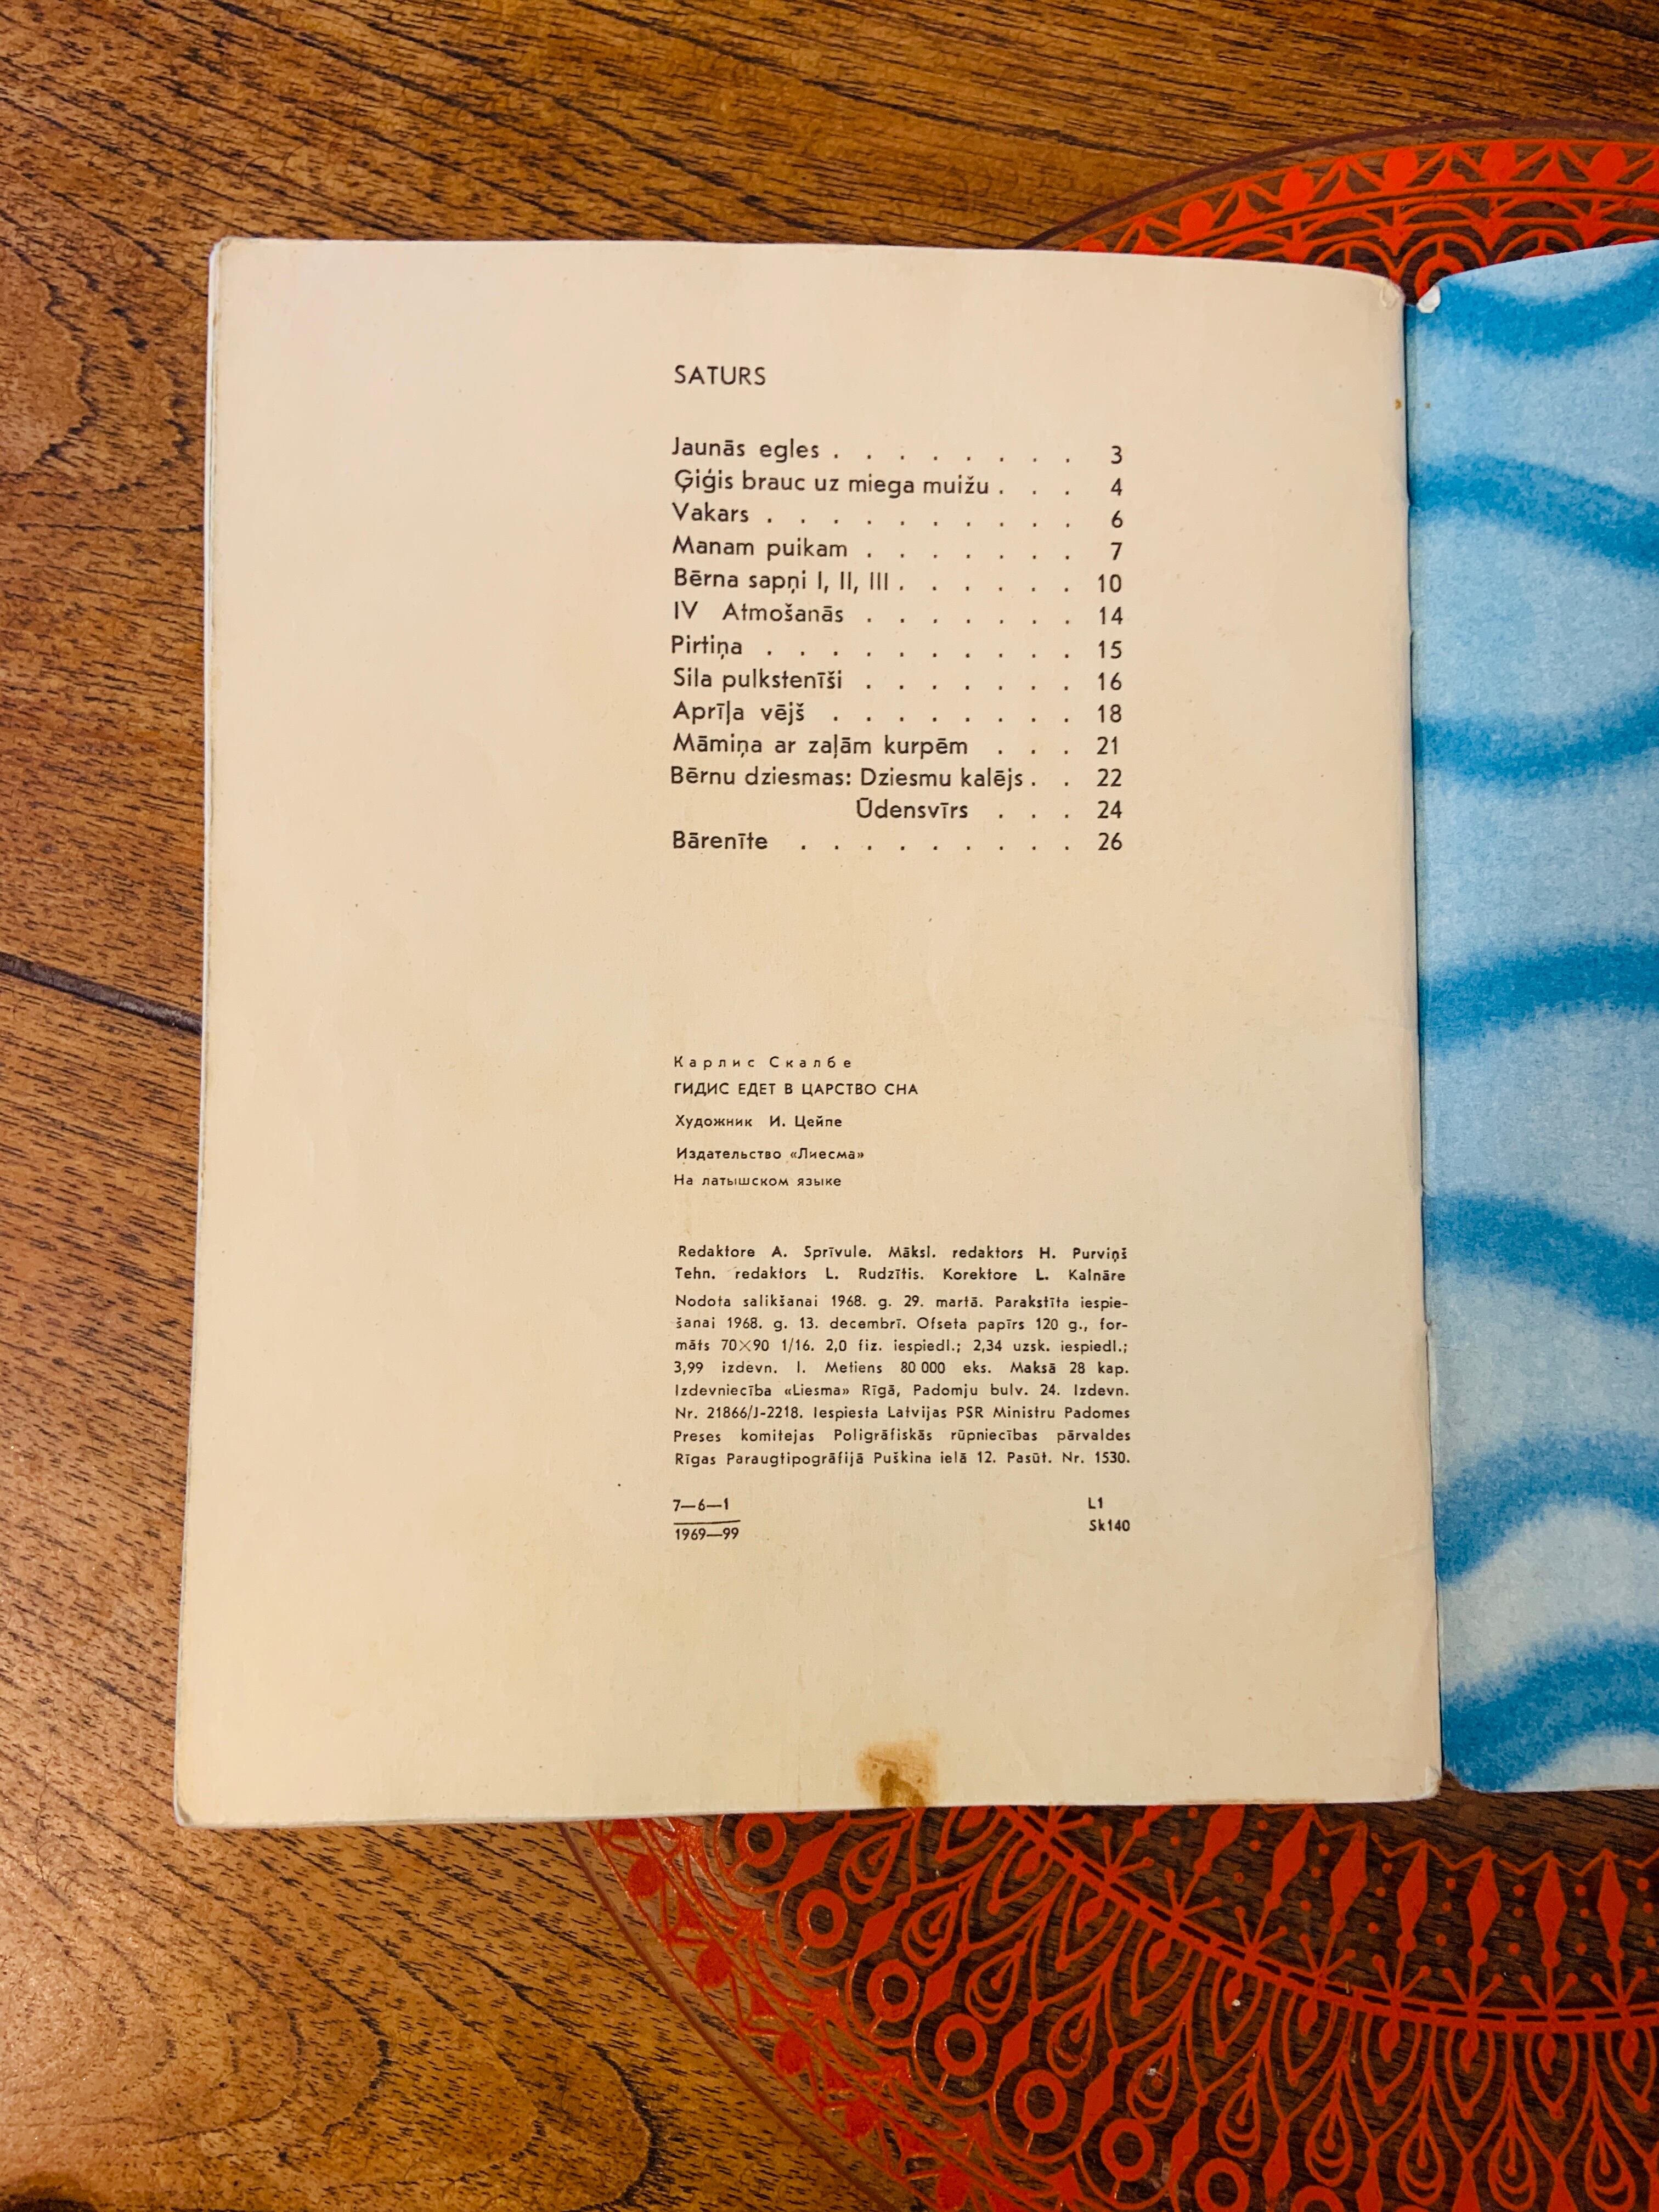 SATURS
Jaunās egles . . . . . . . . 3
Ģiģis brauc uz miega muižu . . . 4
Vakars . . . . . . . . . . 6
Manam puikam . . . . . . . 7
Bērna sapņi I, II, III . . . . . . 10
IV Atmošanās . . . . . . . 14
Pirtiņa . . . . . . . . . . 15
Sila pulkstenīši . . . . . . . 16
Aprīļa vējš . . . . . . . . 18
Māmiņa ar zaļām kurpēm . . . 21
Bērnu dziesmas: Dziesmu kalējs . . 22
Ūdensvīrs . . . 24
Bārenīte . . . . . . . . . 26
Карлис Скалбе
ГИДИС ЕДЕТ В ЦАРСТВО СНА
Художник И. Цейпе
Издательство «Лиесма»
На латышском языке
Redaktore A. Sprīvule. Māksl. redaktors H. Purviņš
Tehn. redaktors L. Rudzītis. Korektore L. Kalnāre
Nodota salikšanai 1968. g. 29. martā. Parakstīta iespie-
šanai 1968. g. 13. decembrī. Ofseta papīrs 120 g., for-
māts 70×90 1/16. 2,0 fiz. iespiedl.; 2,34 uzsk. iespiedl.;
3,99 izdevn. l. Metiens 80 000 eks. Maksā 28 kap.
Izdevniecība «Liesma» Rīgā, Padomju bulv. 24. Izdevn.
Nr. 21866/J-2218. Iespiesta Latvijas PSR Ministru Padomes
Preses komitejas Poligrāfiskās rūpniecības pārvaldes
Rīgas Paraugtipogrāfijā Puškina ielā 12. Pasūt. Nr. 1530.
7—6—1 L1
1969—99 Sk140